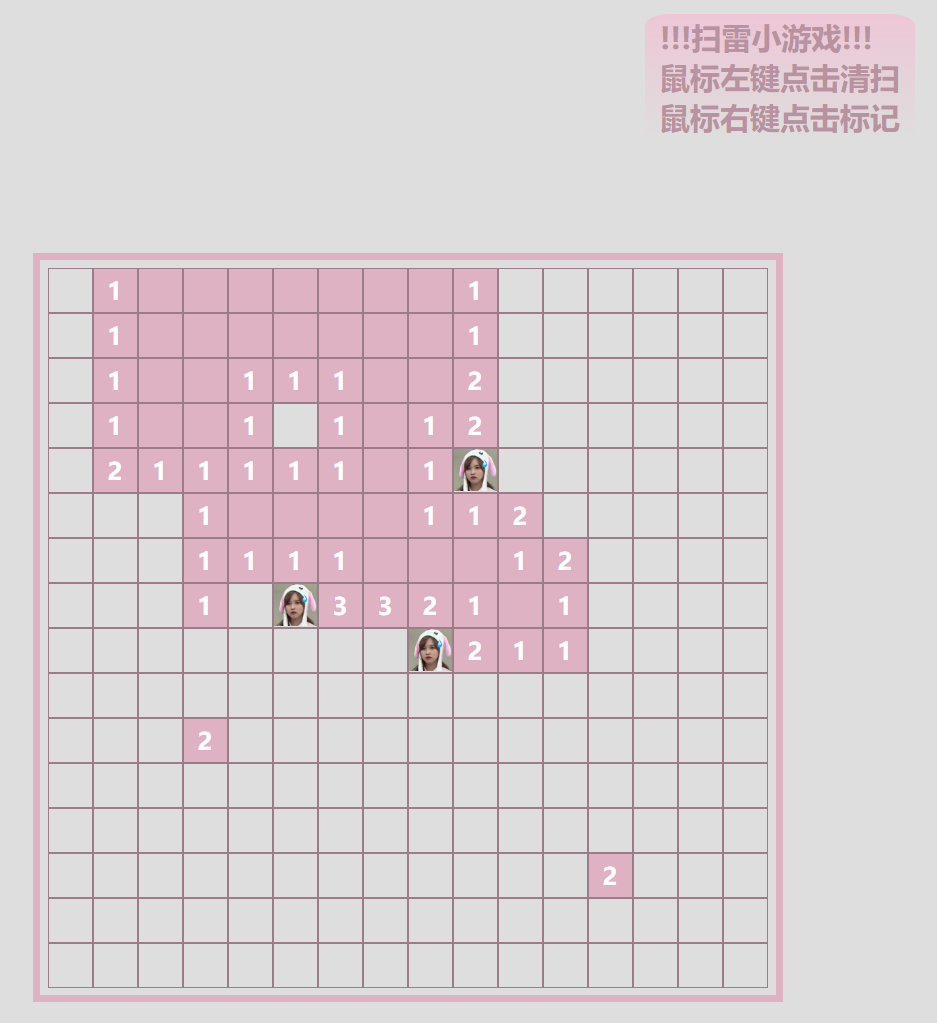 !!!扫雷小游戏!!!
鼠标左键点击清扫
鼠标右键点击标记
1 1
1 1
1 1 1 1 2
1 1 1 1 2
2 1 1 1 1 1 1
1 1 1 2
1 1 1 1 1 2
1 3 3 2 1 1
2 1 1
2
2